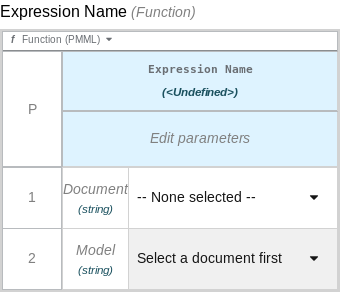 Expression Name (Function)
f Function (PMML)
Expression Name
(<Undefined>)
P
Edit parameters
1 Document (string) -- None selected --
2 Model (string) Select a document first